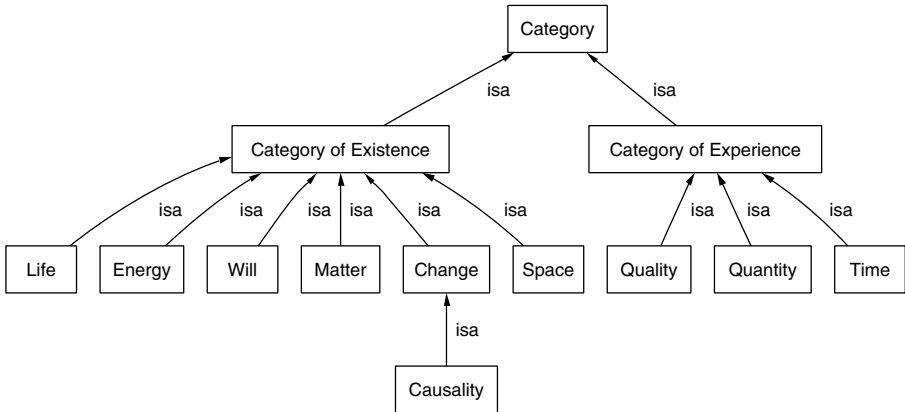 Category
isa
isa
Category of Existence
Category of Experience
isa
isa
isa
isa
isa
isa
isa
isa
isa
Life
Energy
Will
Matter
Change
Space
Quality
Quantity
Time
isa
Causality